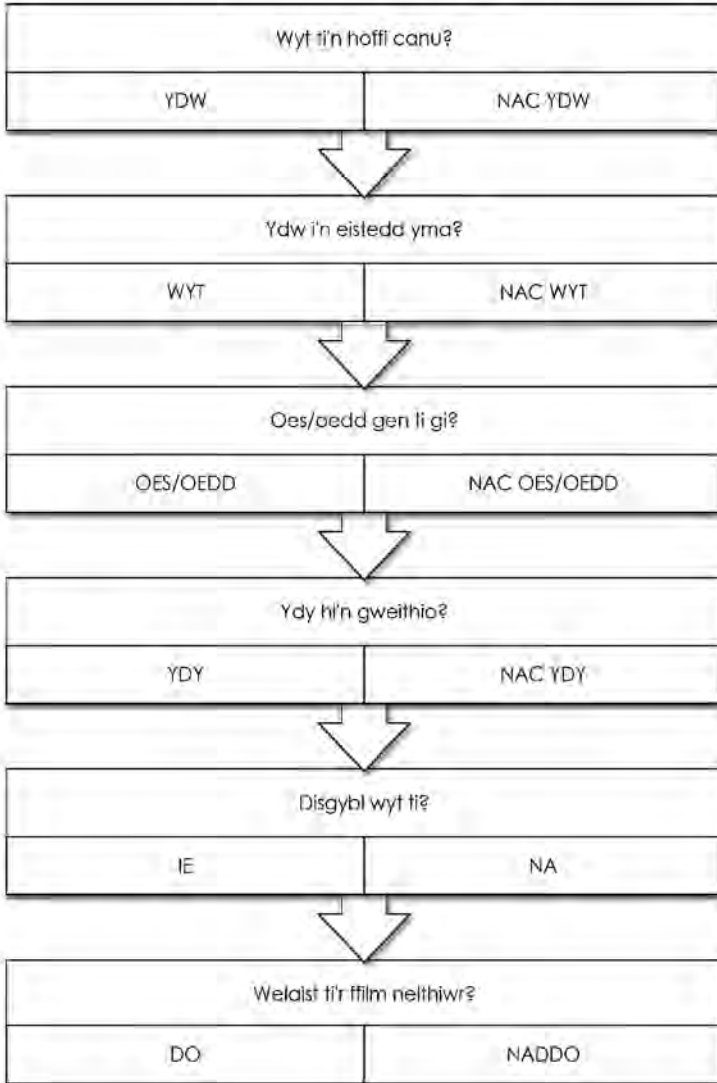 Wyt ti'n hoffi canu?
YDW NAC YDW
Ydw i'n eistedd yma?
WYT NAC WYT
Oes/oedd gen ti gi?
OES/OEDD NAC OES/OEDD
Ydy hi'n gweithio?
YDY NAC YDY
Disgybl wyt ti?
IE NA
Welaist ti'r ffilm neithiwr?
DO NADDO